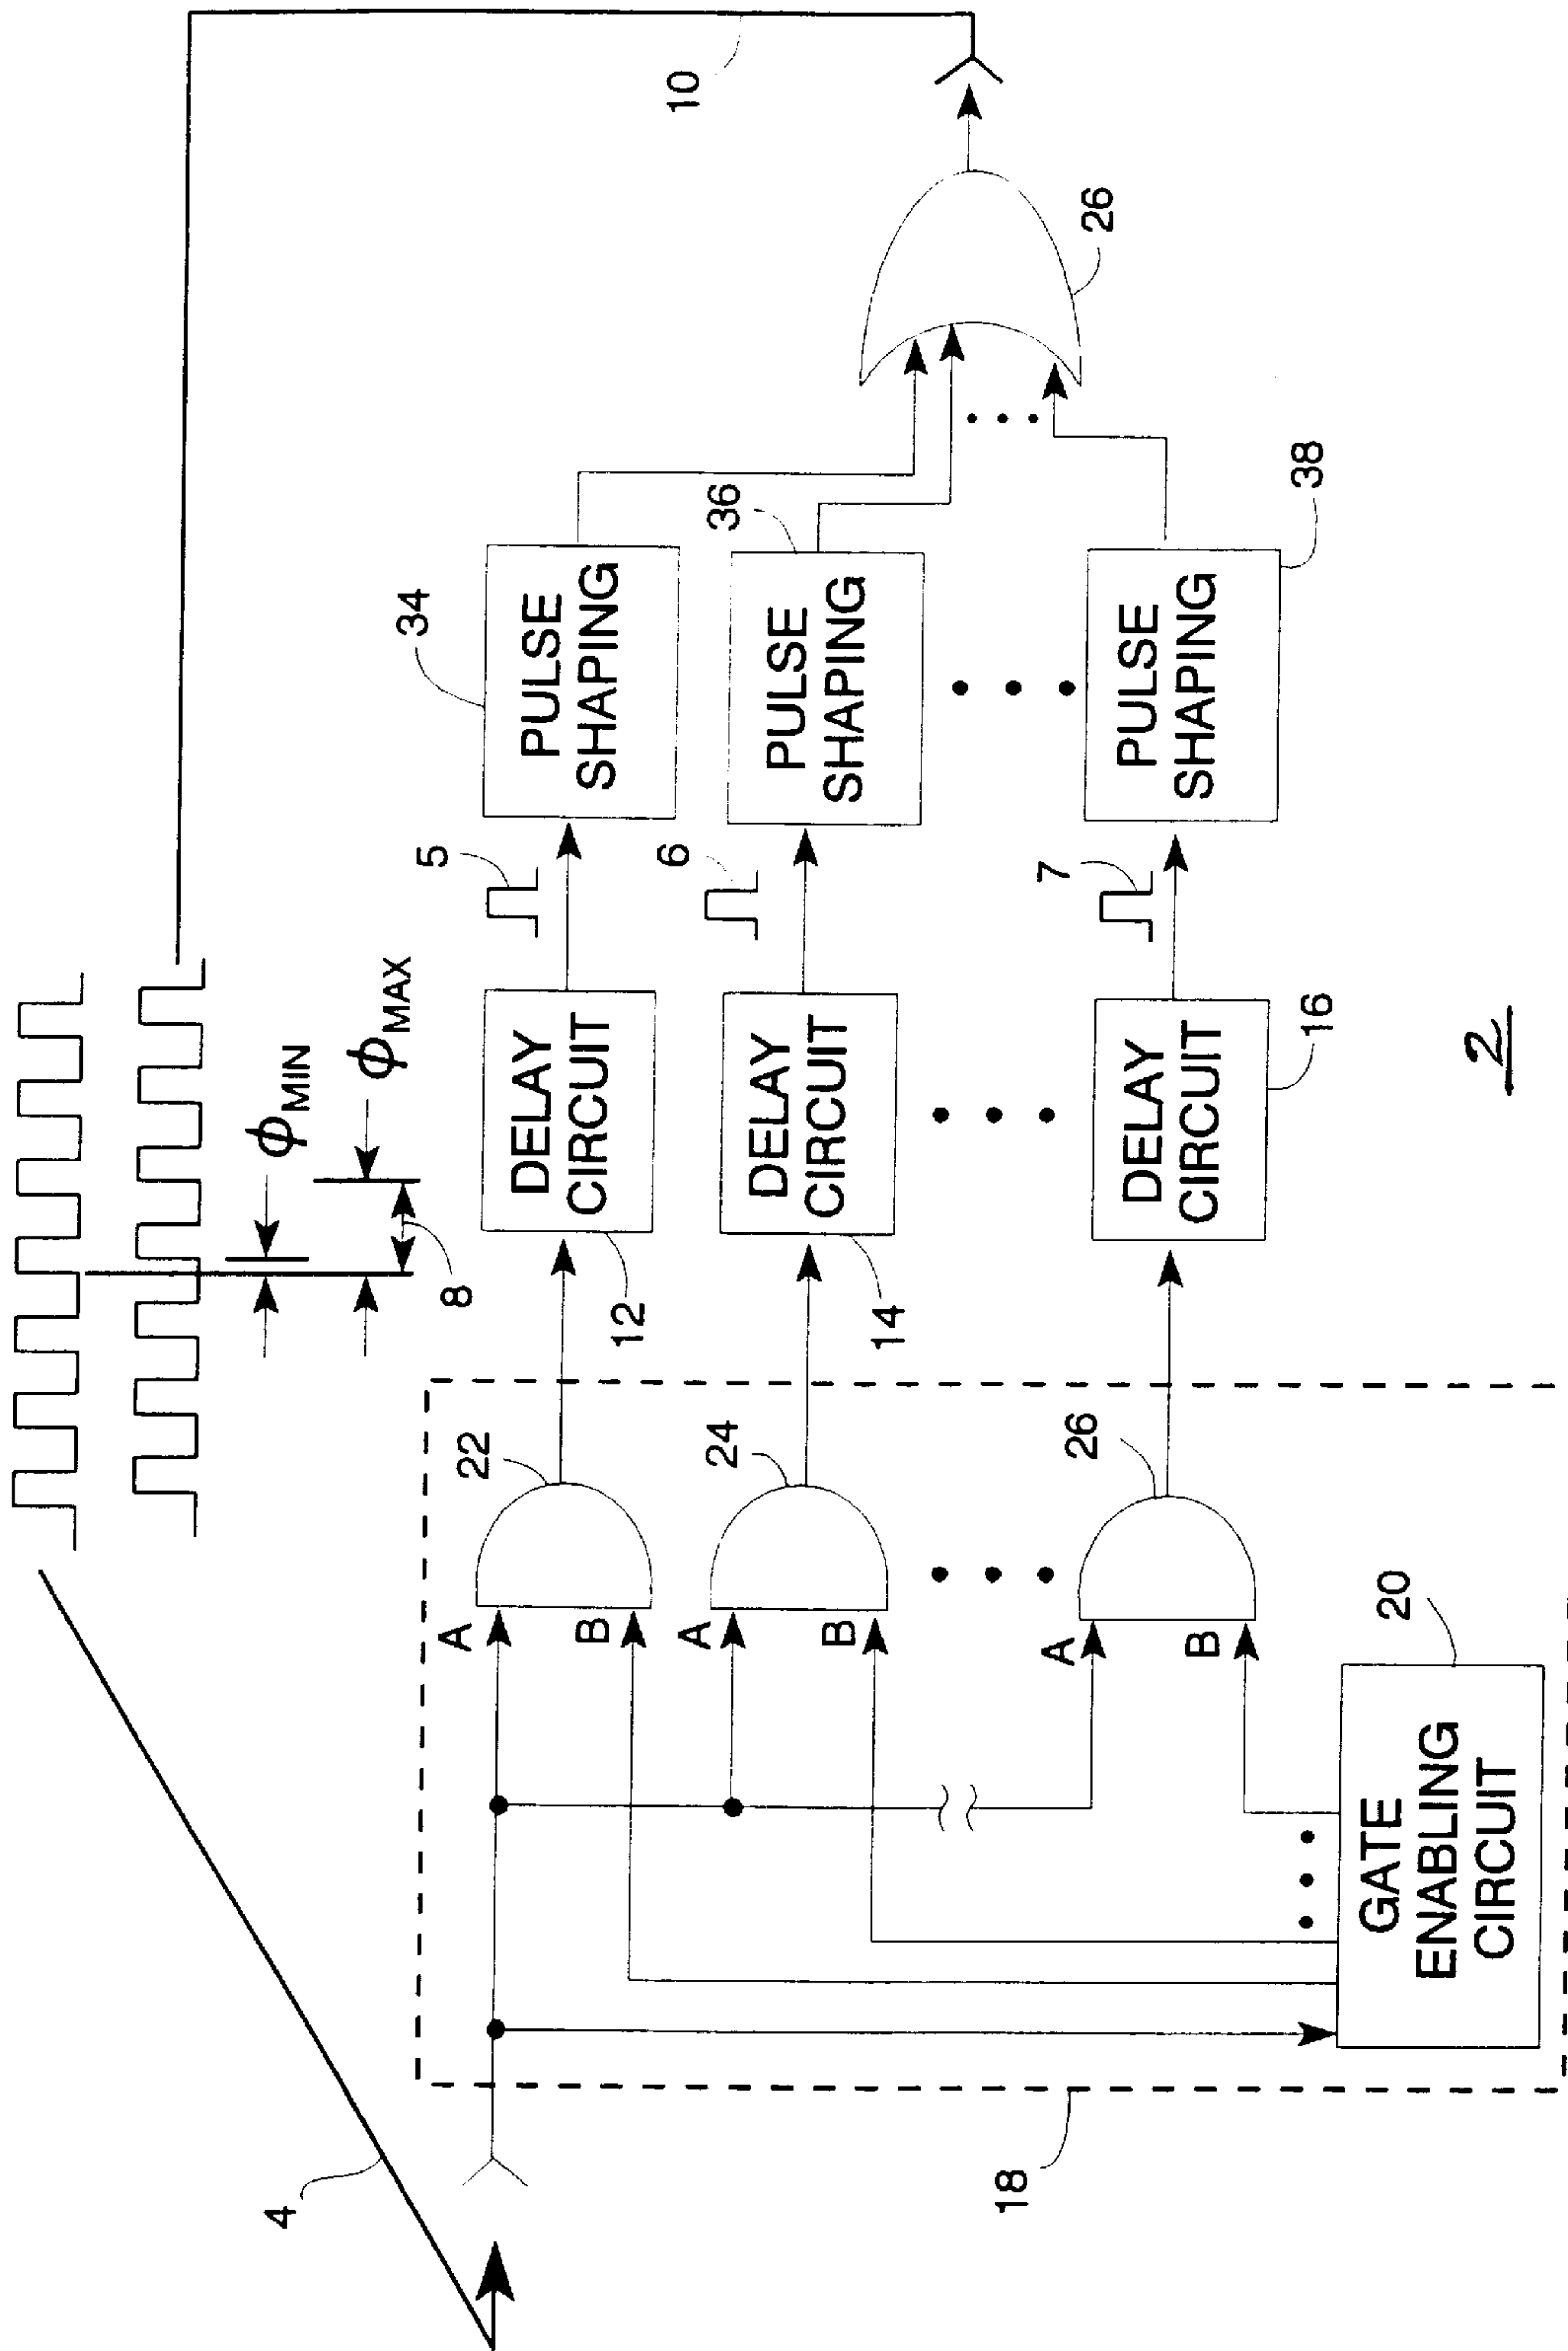 4
ϕMIN
ϕMAX
8
10
18
A
B
22
12
DELAY
CIRCUIT
5
34
PULSE
SHAPING
A
B
24
14
DELAY
CIRCUIT
6
36
PULSE
SHAPING
26
A
B
26
DELAY
CIRCUIT
16
7
PULSE
SHAPING
38
GATE
ENABLING
CIRCUIT
20
2